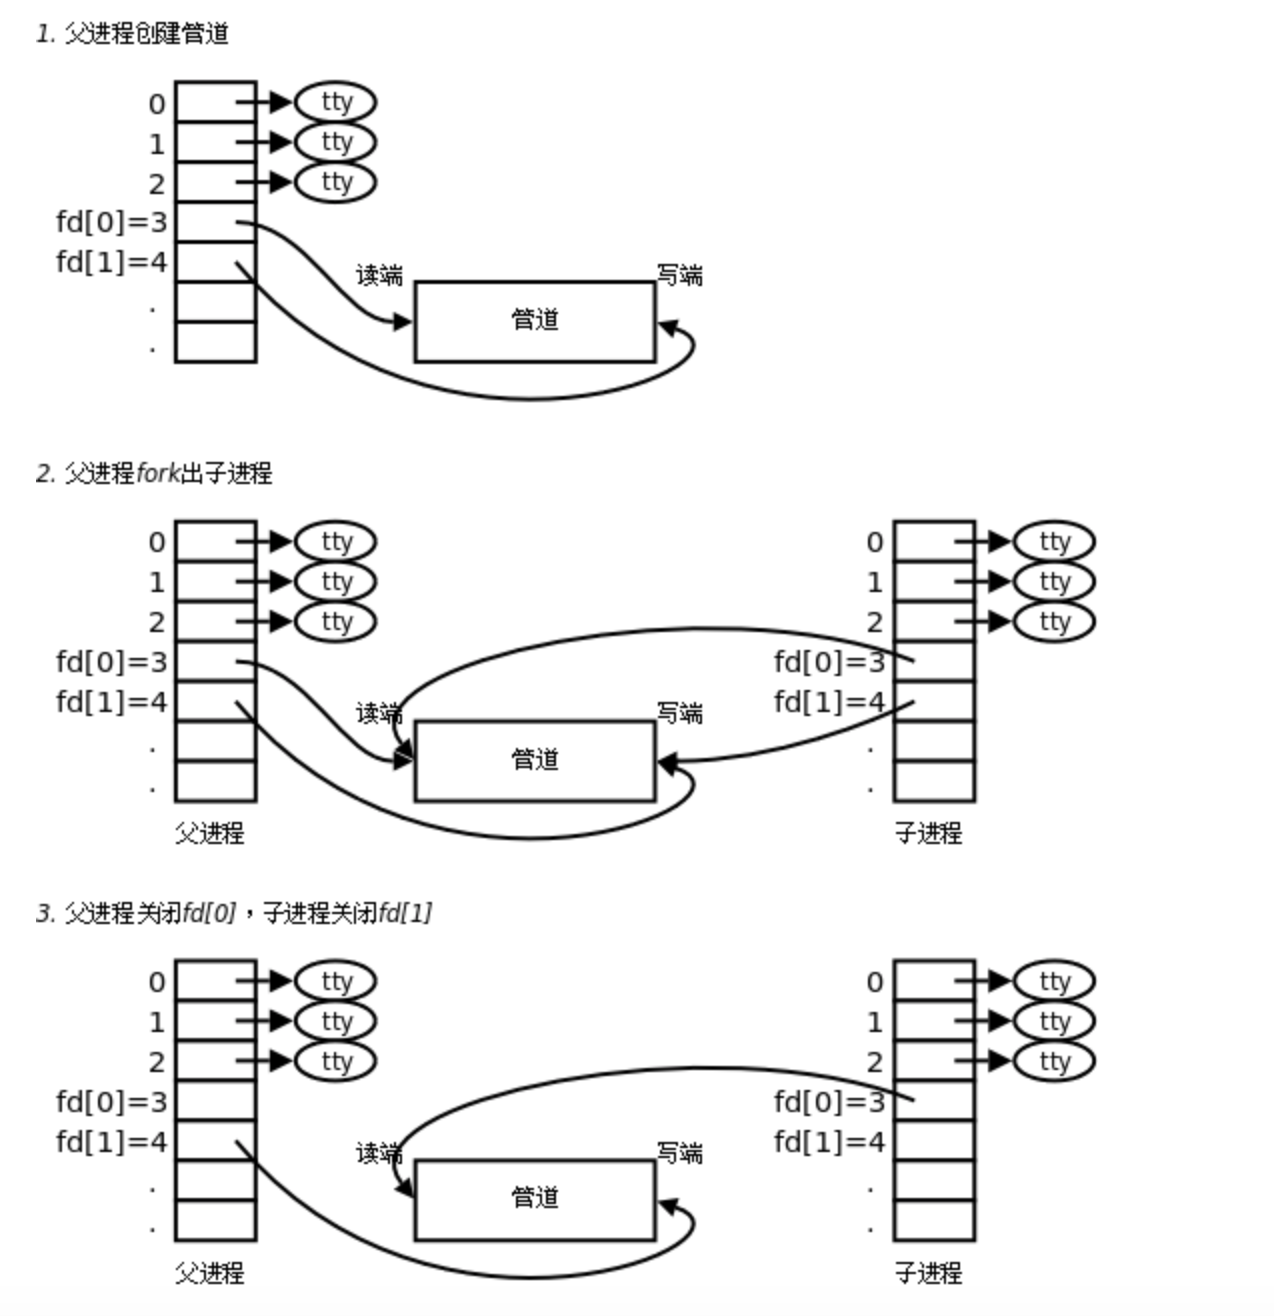 1. 父进程创建管道
0 tty
1 tty
2 tty
fd[0]=3
fd[1]=4
读端 写端
管道
.
.
2. 父进程fork出子进程
0 tty 0 tty
1 tty 1 tty
2 tty 2 tty
fd[0]=3 fd[0]=3
fd[1]=4 读端 写端 fd[1]=4
. 管道 .
. .
父进程 子进程
3. 父进程关闭fd[0]，子进程关闭fd[1]
0 tty 0 tty
1 tty 1 tty
2 tty 2 tty
fd[0]=3 fd[0]=3
fd[1]=4 读端 写端 fd[1]=4
. 管道 .
. .
父进程 子进程